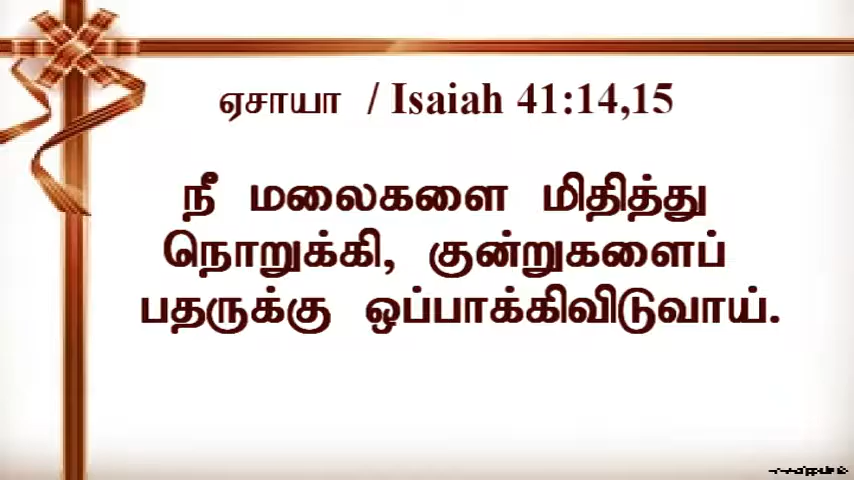 ஏசாயா / Isaiah 41:14,15
நீ மலைகளை மிதித்து
நொறுக்கி, குன்றுகளைப்
பதருக்கு ஒப்பாக்கிவிடுவாய்.